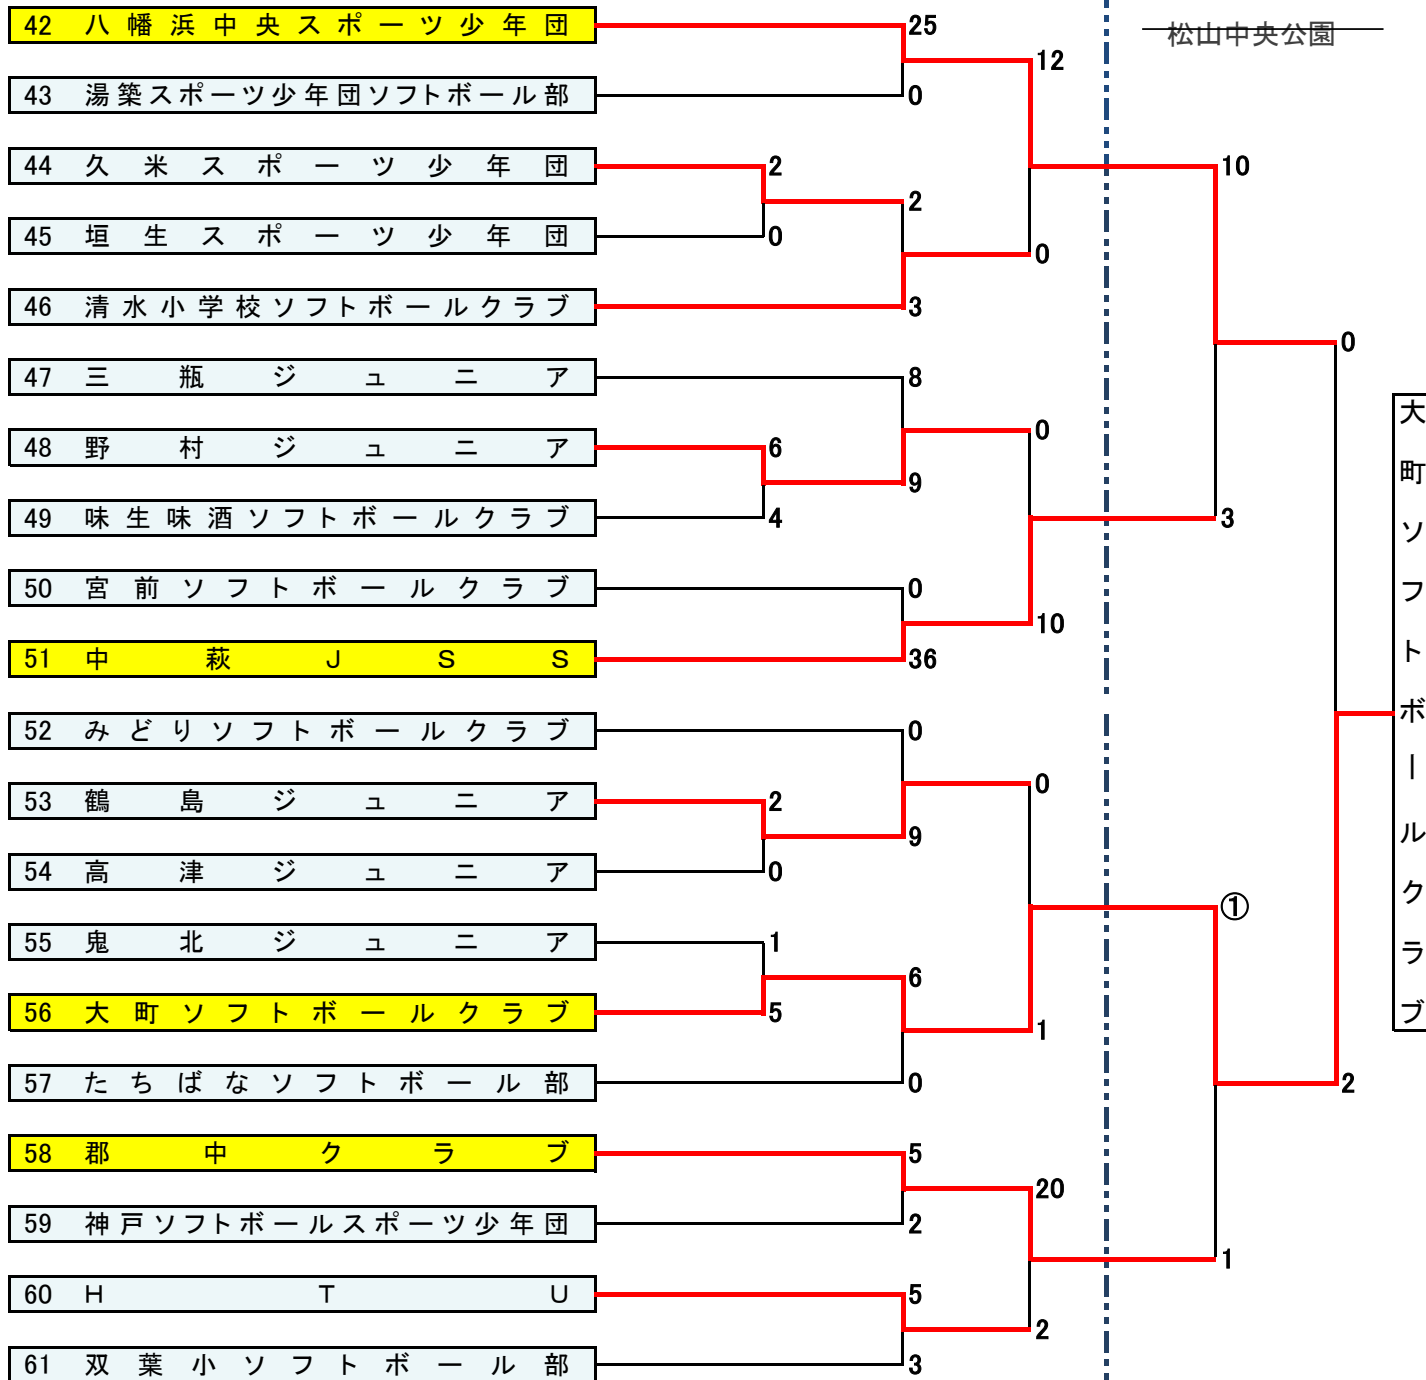 42 八幡浜中央スポーツ少年団
43 湯築スポーツ少年団ソフトボール部
44 久米スポーツ少年団
45 垣生スポーツ少年団
46 清水小学校ソフトボールクラブ
47 三瓶ジュニア
48 野村ジュニア
49 味生味酒ソフトボールクラブ
50 宮前ソフトボールクラブ
51 中萩JSS
52 みどりソフトボールクラブ
53 鶴島ジュニア
54 高津ジュニア
55 鬼北ジュニア
56 大町ソフトボールクラブ
57 たちばなソフトボール部
58 郡中クラブ
59 神戸ソフトボールスポーツ少年団
60 HTU
61 双葉小ソフトボール部
2
0
6
4
2
0
1
5
25
0
2
3
8
9
0
36
0
9
6
0
5
2
5
3
12
0
0
10
0
1
20
2
松山中央公園
10
3
①
1
0
2
大町ソフトボールクラブ